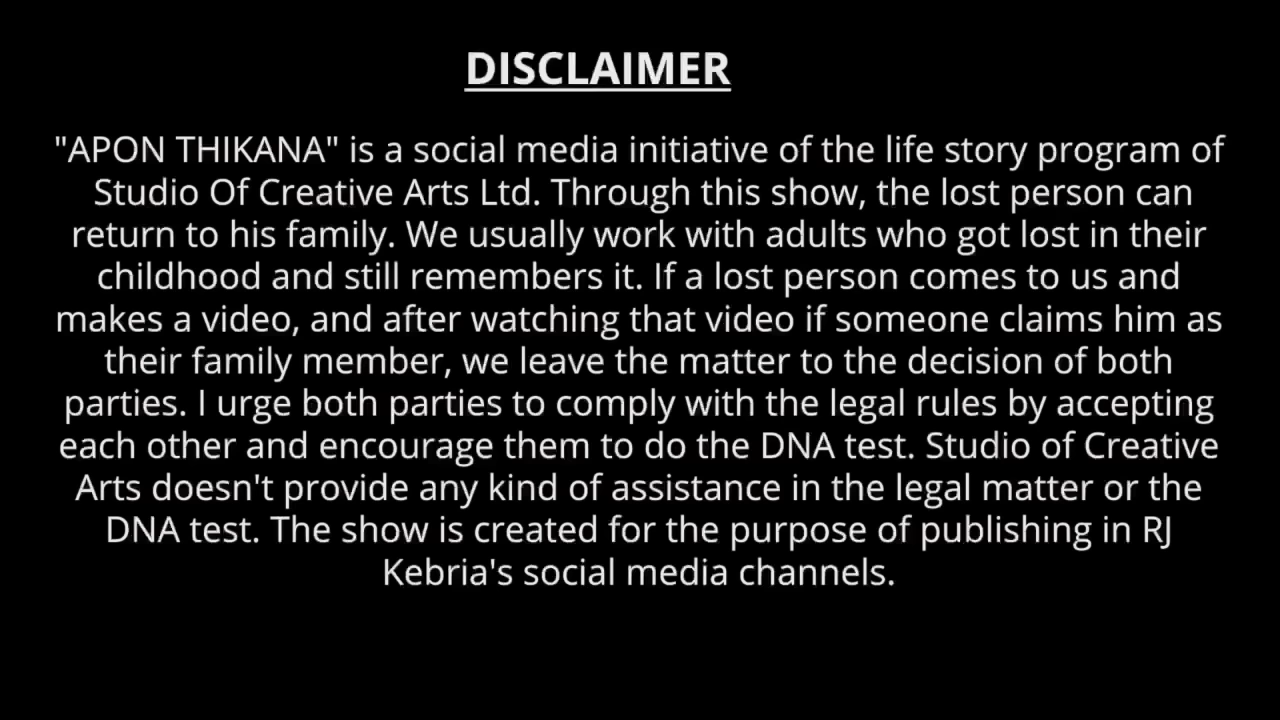 DISCLAIMER
"APON THIKANA" is a social media initiative of the life story program of
Studio Of Creative Arts Ltd. Through this show, the lost person can
return to his family. We usually work with adults who got lost in their
childhood and still remembers it. If a lost person comes to us and
makes a video, and after watching that video if someone claims him as
their family member, we leave the matter to the decision of both
parties. I urge both parties to comply with the legal rules by accepting
each other and encourage them to do the DNA test. Studio of Creative
Arts doesn't provide any kind of assistance in the legal matter or the
DNA test. The show is created for the purpose of publishing in RJ
Kebria's social media channels.